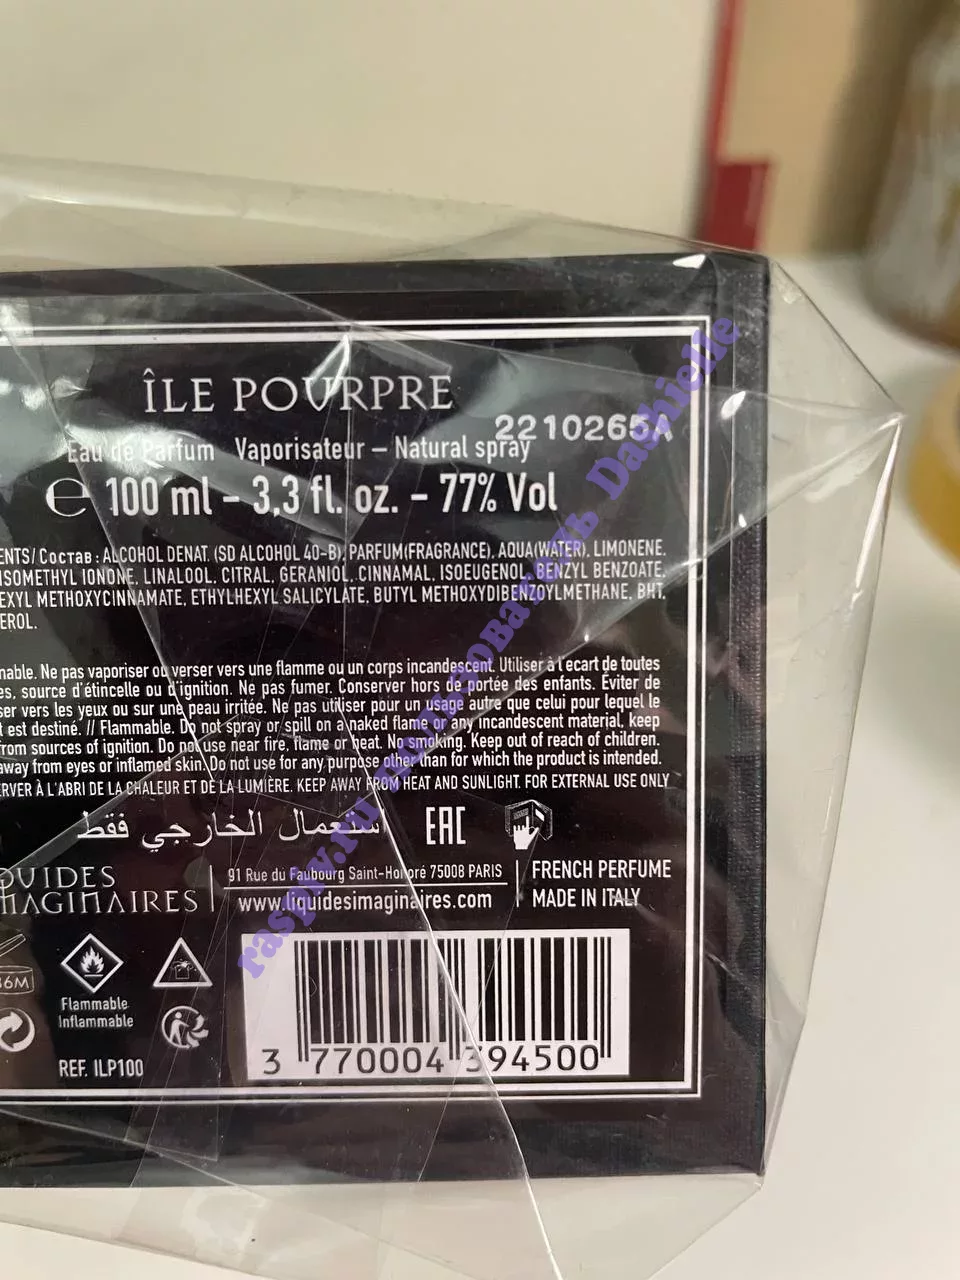 ÎLE POURPRE
2210265A
Eau de Parfum Vaporisateur – Natural spray
℮ 100 ml – 3,3 fl. oz. – 77% Vol
ENTS/Состав : ALCOHOL DENAT. (SD ALCOHOL 40-B), PARFUM(FRAGRANCE), AQUA(WATER), LIMONENE,
ISOMETHYL IONONE, LINALOOL, CITRAL, GERANIOL, CINNAMAL, ISOEUGENOL, BENZYL BENZOATE,
EXYL METHOXYCINNAMATE, ETHYLHEXYL SALICYLATE, BUTYL METHOXYDIBENZOYLMETHANE, BHT,
EROL.
nable. Ne pas vaporiser ou verser vers une flamme ou un corps incandescent. Utiliser à l'ecart de toutes
es, source d'étincelle ou d'ignition. Ne pas fumer. Conserver hors de portée des enfants. Éviter de
ser vers les yeux ou sur une peau irritée. Ne pas utiliser pour un usage autre que celui pour lequel le
t est destiné. // Flammable. Do not spray or spill on a naked flame or any incandescent material, keep
from sources of ignition. Do not use near fire, flame or heat. No smoking. Keep out of reach of children.
away from eyes or inflamed skin. Do not use for any purpose other than for which the product is intended.
RVER À L'ABRI DE LA CHALEUR ET DE LA LUMIÈRE. KEEP AWAY FROM HEAT AND SUNLIGHT. FOR EXTERNAL USE ONLY
استعمال الخارجي فقط
EAC
QUIDES
MAGINAIRES
91 Rue du Faubourg Saint-Honoré 75008 PARIS
www.liquidesimaginaires.com
FRENCH PERFUME
MADE IN ITALY
36M
Flammable
Inflammable
REF. ILP100
3 770004 394500
raspiv.ru
Dachielle